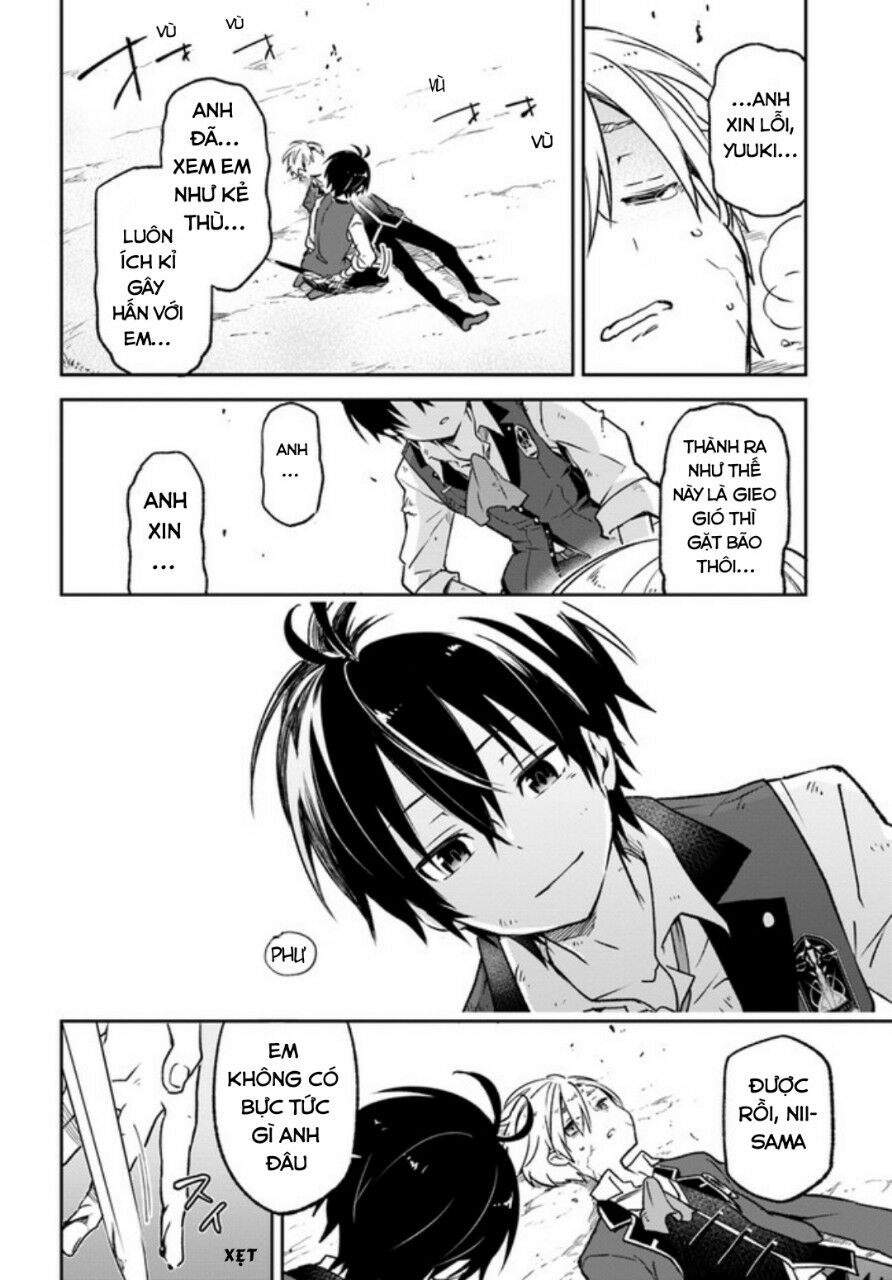 …ANH
XIN LỖI,
YUUKI…
ANH
ĐÃ…
XEM EM
NHƯ KẺ
THÙ…
LUÔN
ÍCH KỈ
GÂY
HẤN VỚI
EM…
VÙ
VÙ
VÙ
VÙ
THÀNH RA
NHƯ THẾ
NÀY LÀ GIEO
GIÓ THÌ
GẶT BÃO
THÔI…
ANH
…
ANH
XIN
…
PHƯ
ĐƯỢC
RỒI, NII-
SAMA
EM
KHÔNG CÓ
BỰC TỨC
GÌ ANH
ĐÂU
スイ
XẸT